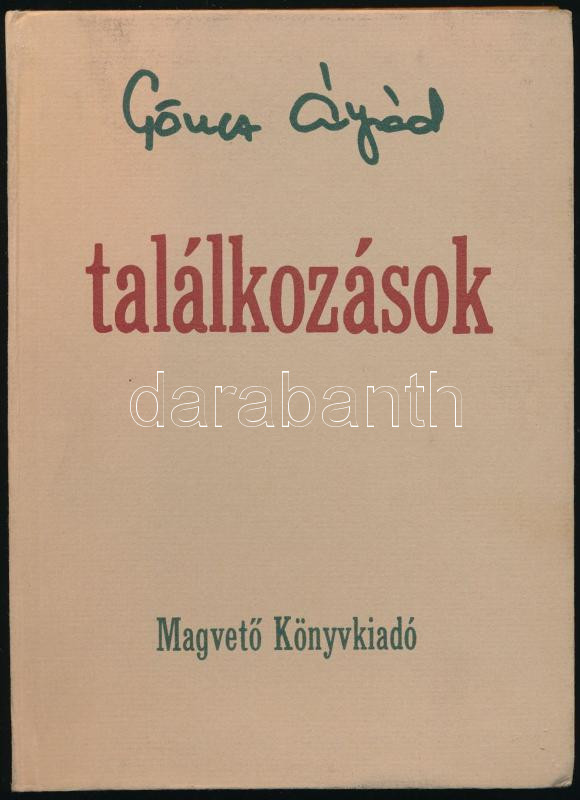 Göncz Árpád
találkozások
darabanth
Magvető Könyvkiadó